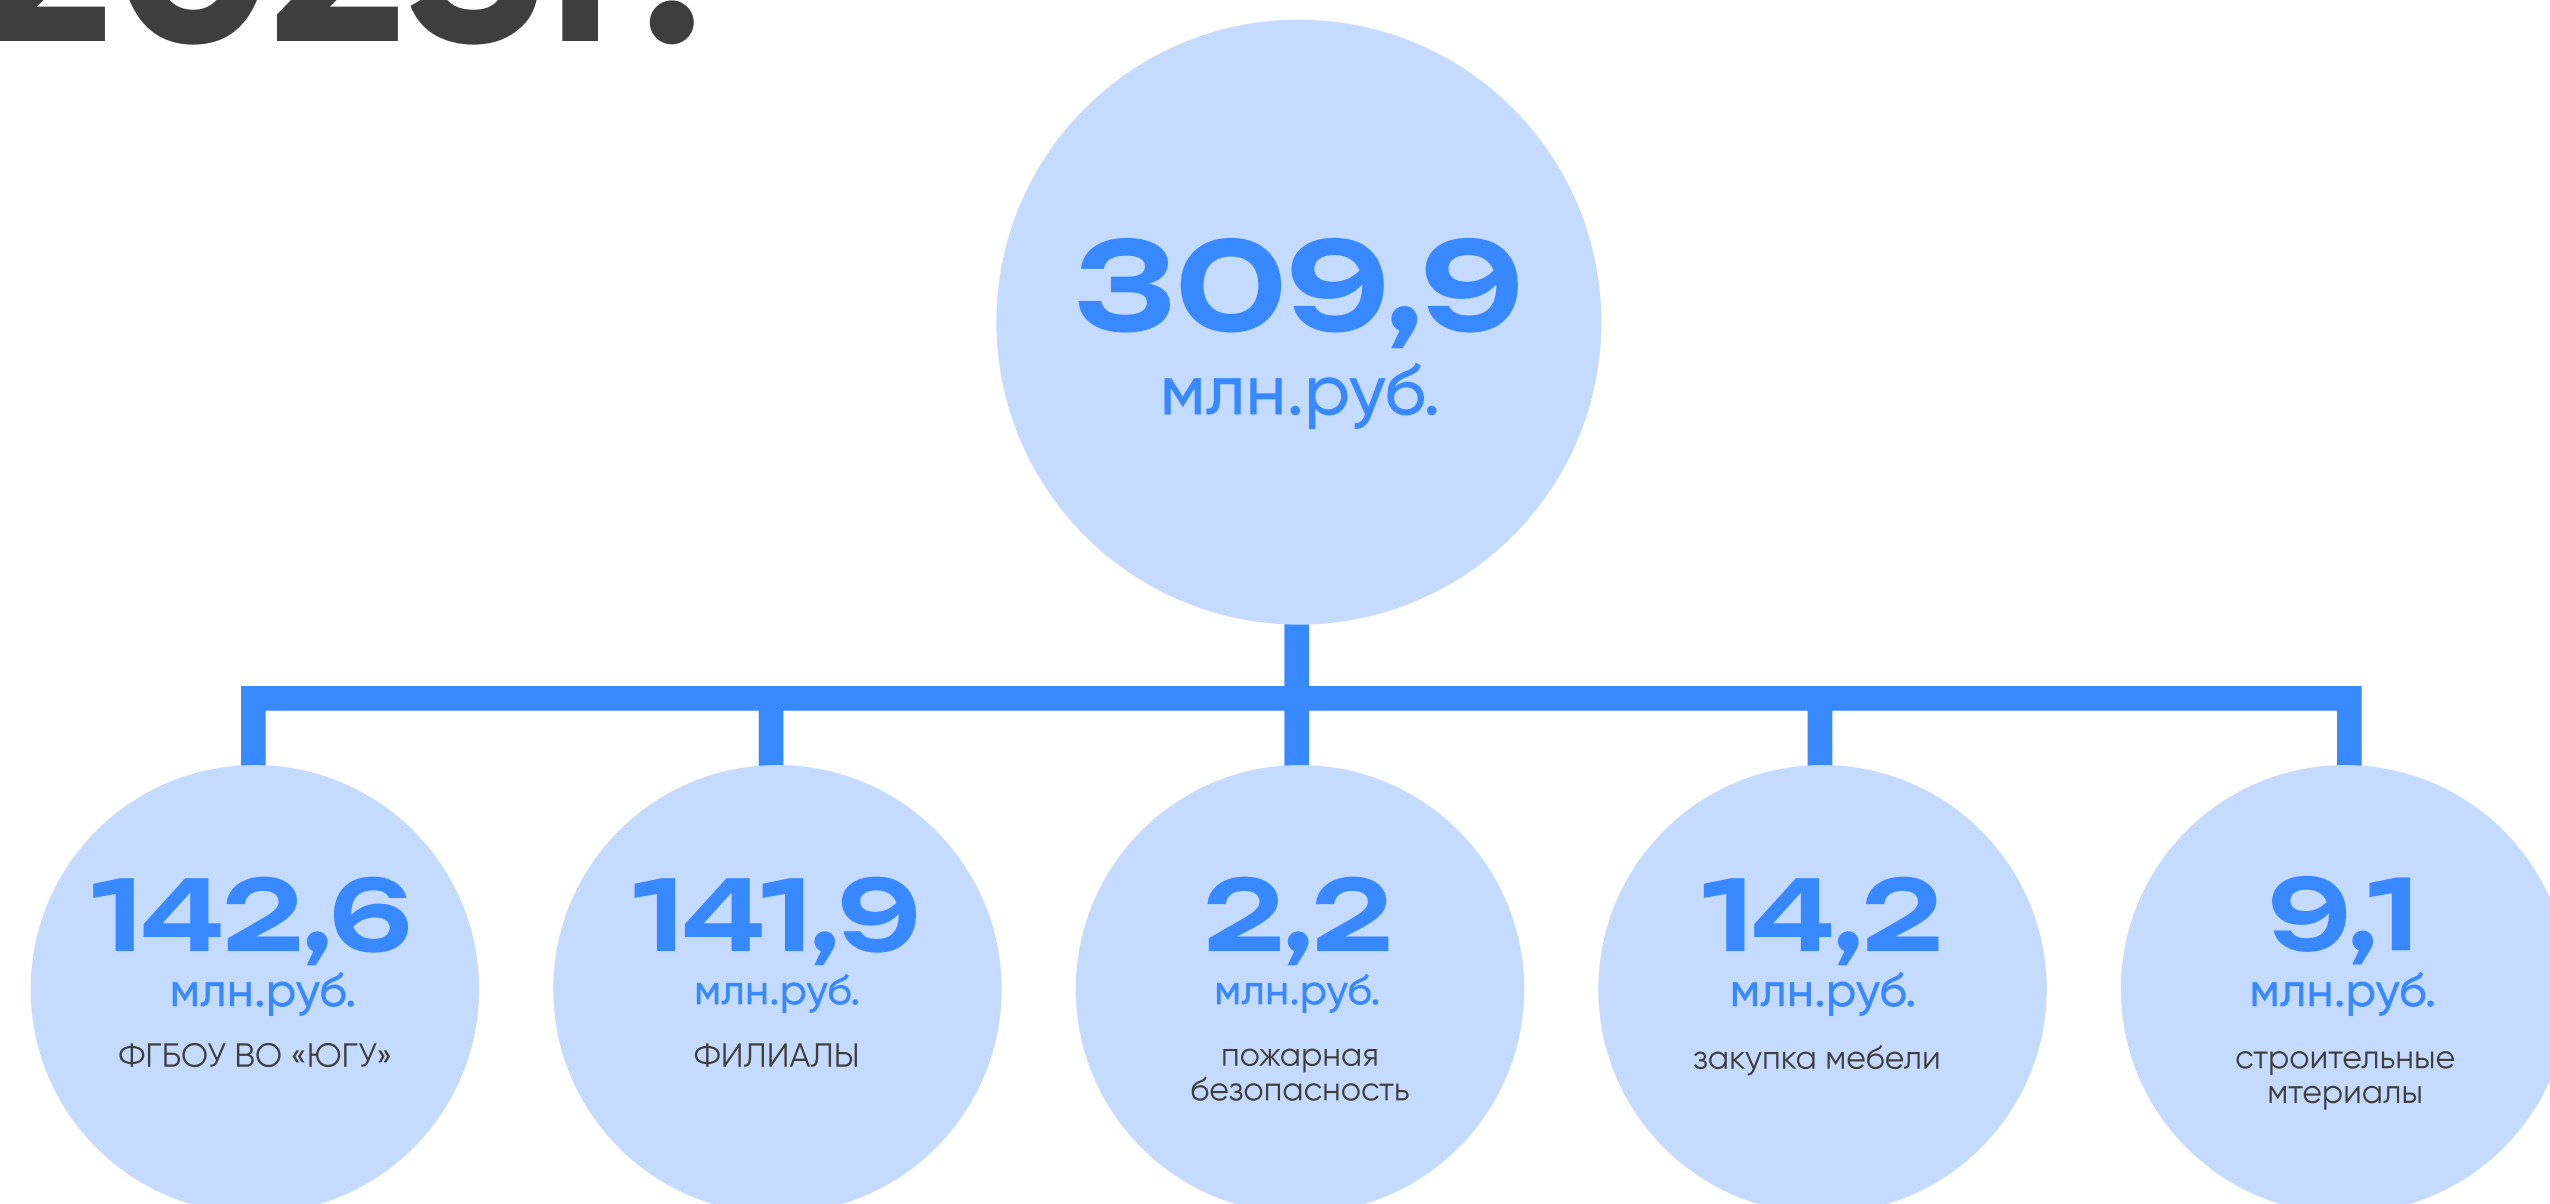 309,9
млн.руб.
142,6
млн.руб.
ФГБОУ ВО «ЮГУ»
141,9
млн.руб.
ФИЛИАЛЫ
2,2
млн.руб.
пожарная
безопасность
14,2
млн.руб.
закупка мебели
9,1
млн.руб.
строительные
мтериалы